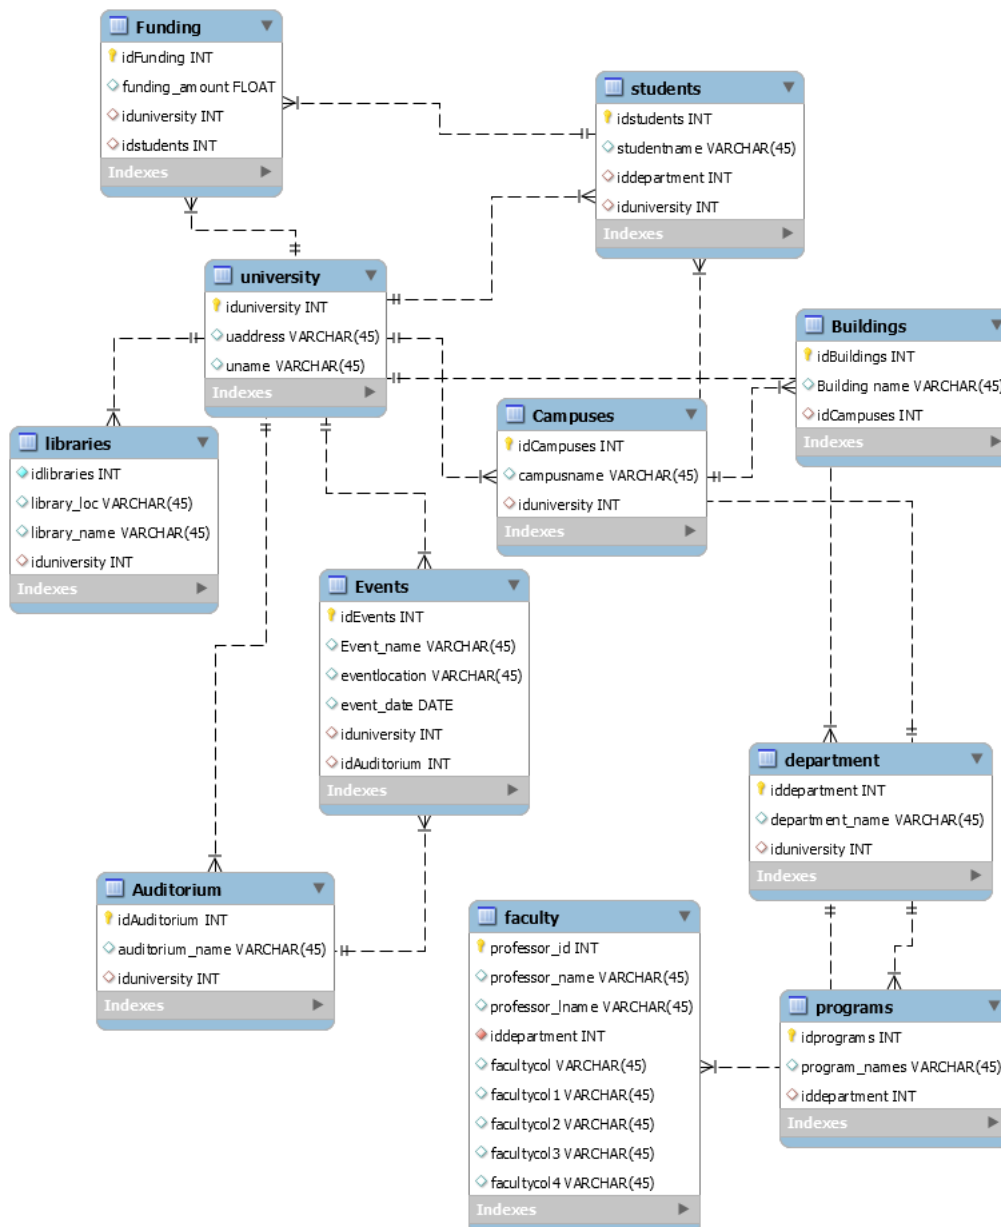 Funding
idFunding INT
funding_amount FLOAT
iduniversity INT
idstudents INT
Indexes
students
idstudents INT
studentname VARCHAR(45)
iddepartment INT
iduniversity INT
Indexes
university
iduniversity INT
uaddress VARCHAR(45)
uname VARCHAR(45)
Indexes
Buildings
idBuildings INT
Building name VARCHAR(45)
idCampuses INT
Indexes
Campuses
idCampuses INT
campusname VARCHAR(45)
iduniversity INT
Indexes
libraries
idlibraries INT
library_loc VARCHAR(45)
library_name VARCHAR(45)
iduniversity INT
Indexes
Events
idEvents INT
Event_name VARCHAR(45)
eventlocation VARCHAR(45)
event_date DATE
iduniversity INT
idAuditorium INT
Indexes
department
iddepartment INT
department_name VARCHAR(45)
iduniversity INT
Indexes
Auditorium
idAuditorium INT
auditorium_name VARCHAR(45)
iduniversity INT
Indexes
faculty
professor_id INT
professor_name VARCHAR(45)
professor_lname VARCHAR(45)
iddepartment INT
facultycol VARCHAR(45)
facultycol1 VARCHAR(45)
facultycol2 VARCHAR(45)
facultycol3 VARCHAR(45)
facultycol4 VARCHAR(45)
Indexes
programs
idprograms INT
program_names VARCHAR(45)
iddepartment INT
Indexes